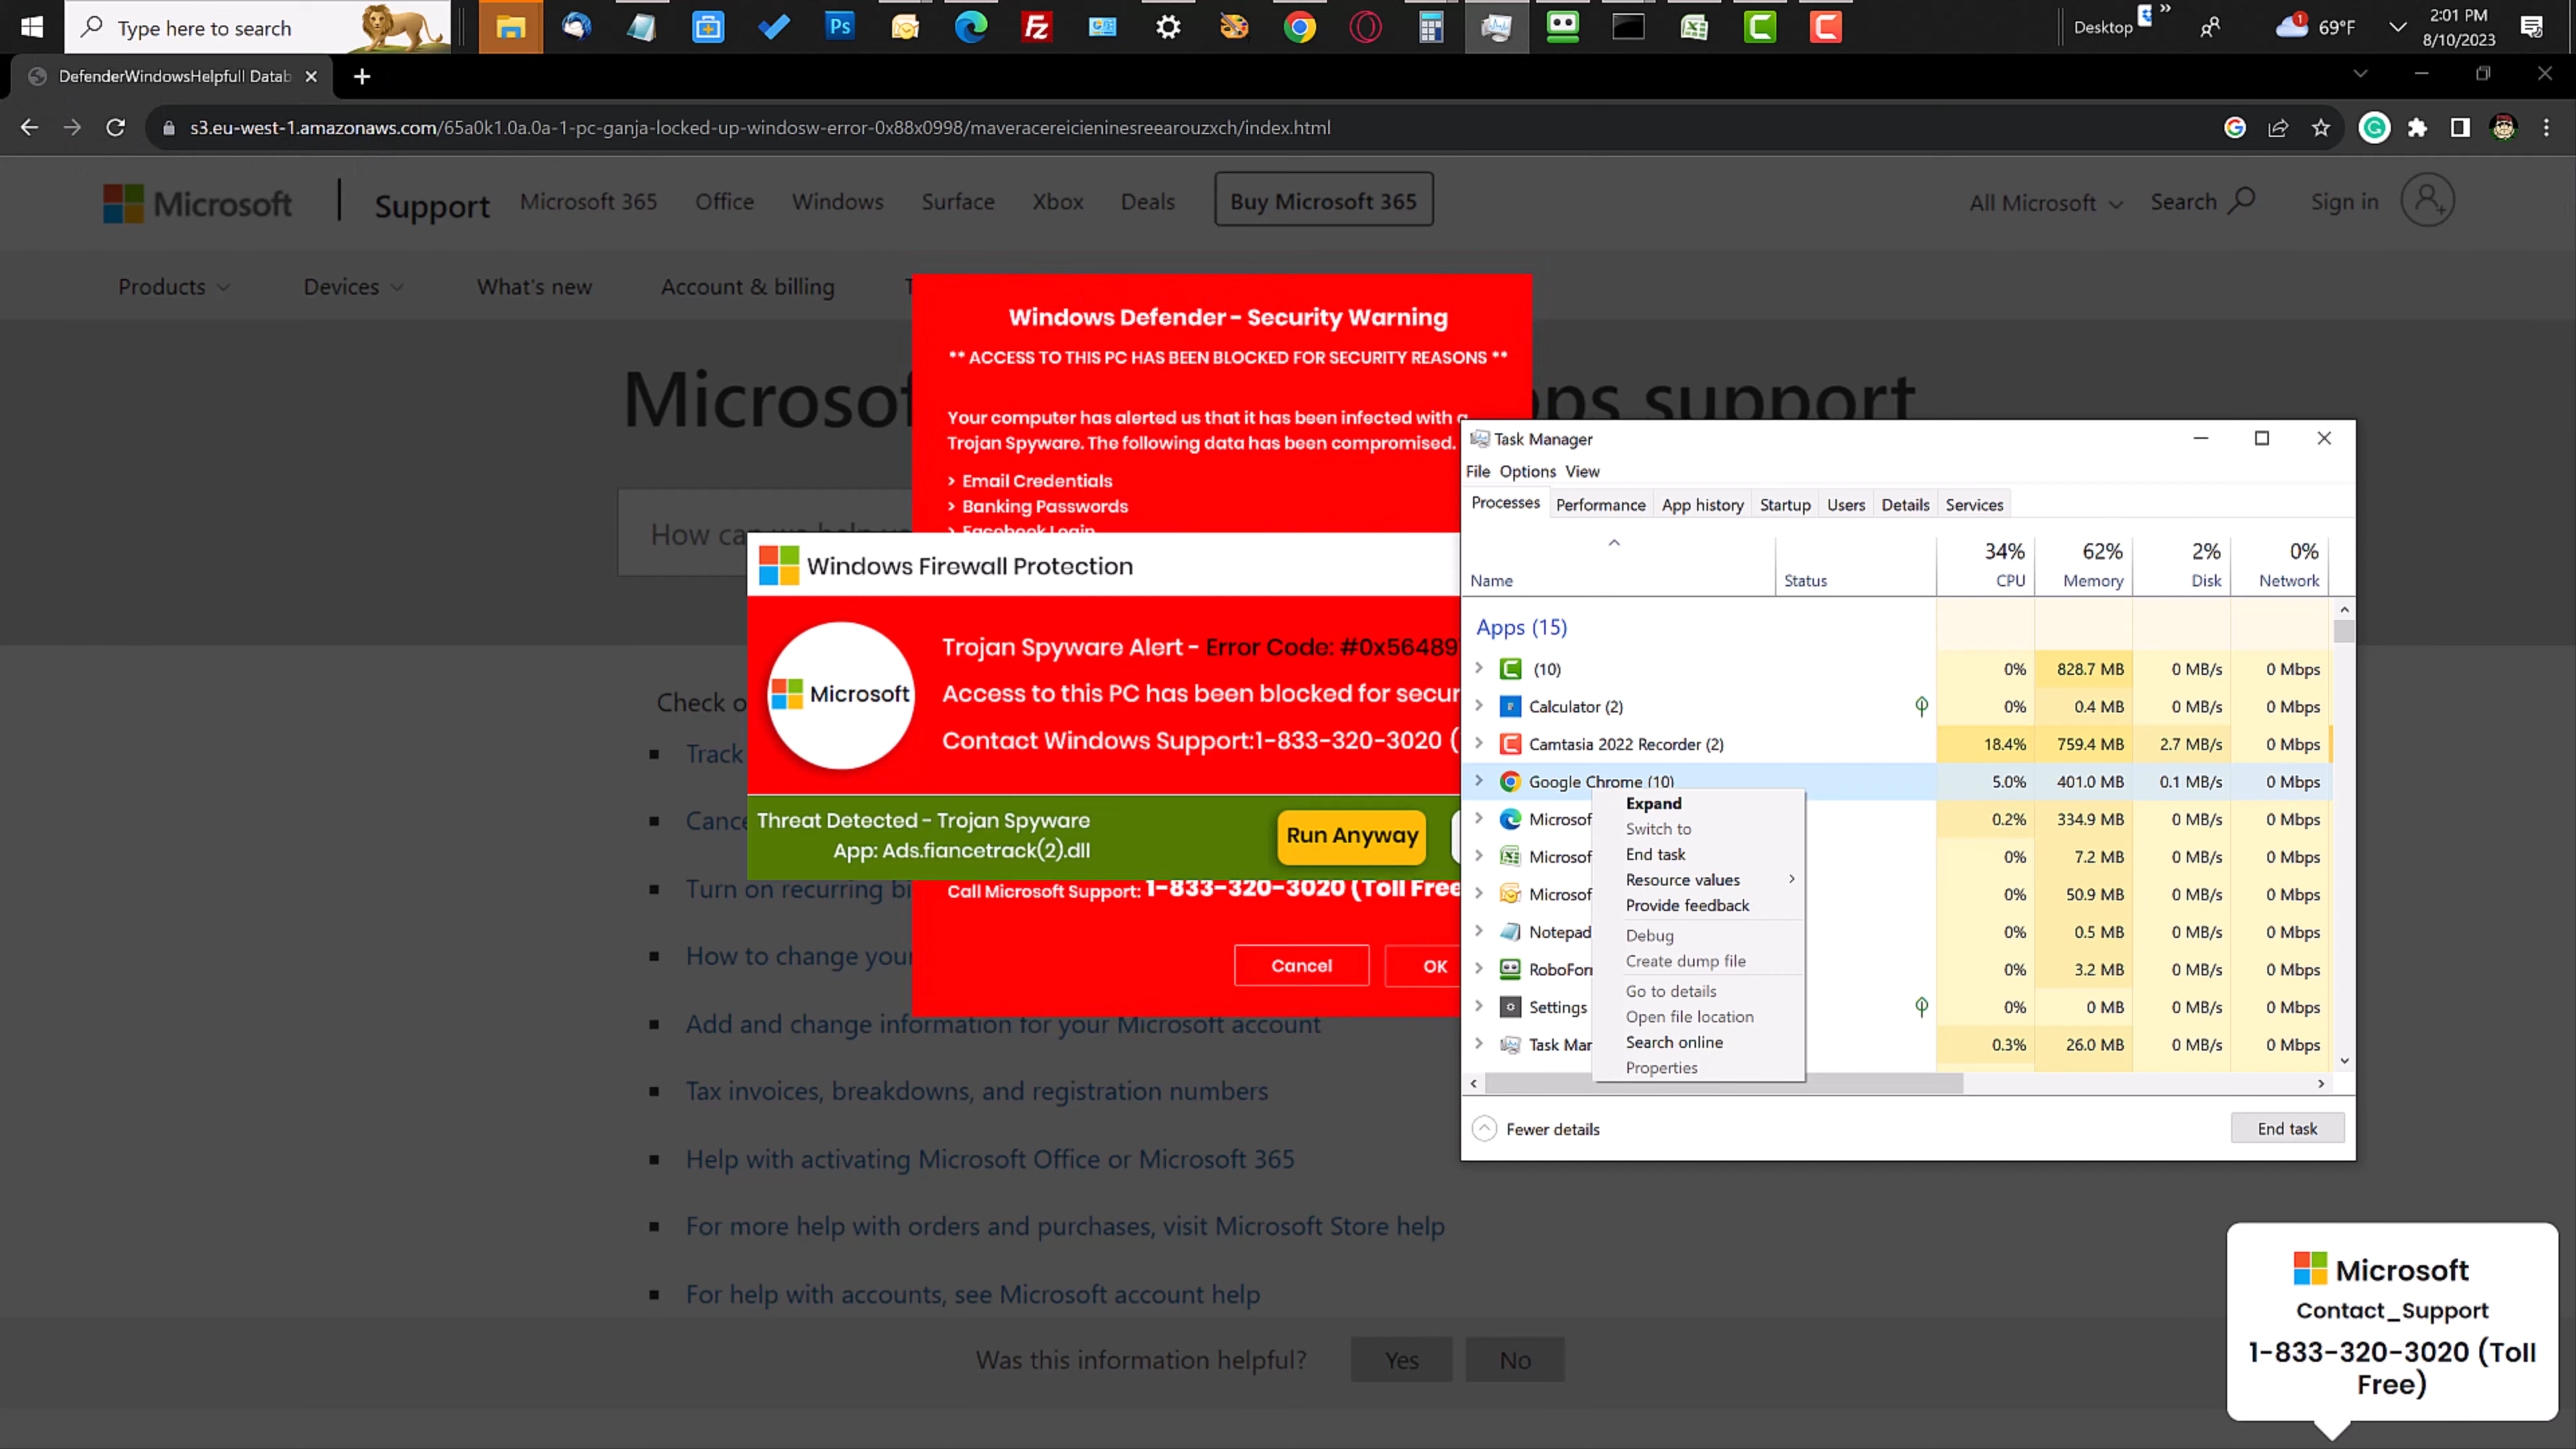 Type here to search
Desktop
1
69°F
2:01 PM
8/10/2023
DefenderWindowsHelpfull Datab
s3.eu-west-1.amazonaws.com/65a0k1.0a.0a-1-pc-ganja-locked-up-windosw-error-0x88x0998/maveracereicieninesreearouzxch/index.html
Microsoft
Support
Microsoft 365
Office
Windows
Surface
Xbox
Deals
Buy Microsoft 365
All Microsoft
Search
Sign in
Products
Devices
What's new
Account & billing
Windows Defender - Security Warning
** ACCESS TO THIS PC HAS BEEN BLOCKED FOR SECURITY REASONS **
Your computer has alerted us that it has been infected with a
Trojan Spyware. The following data has been compromised.
> Email Credentials
> Banking Passwords
> Facebook Login
Microsof
ps support
How can we help yo
Windows Firewall Protection
Microsoft
Trojan Spyware Alert - Error Code: #0x56489
Access to this PC has been blocked for secur
Contact Windows Support:1-833-320-3020 (
Threat Detected - Trojan Spyware
App: Ads.fiancetrack(2).dll
Run Anyway
Call Microsoft Support: 1-833-320-3020 (Toll Free
Cancel
OK
Task Manager
File Options View
Processes Performance App history Startup Users Details Services
34% 62% 2% 0%
Name Status CPU Memory Disk Network
Apps (15)
(10) 0% 828.7 MB 0 MB/s 0 Mbps
Calculator (2) 0% 0.4 MB 0 MB/s 0 Mbps
Camtasia 2022 Recorder (2) 18.4% 759.4 MB 2.7 MB/s 0 Mbps
Google Chrome (10) 5.0% 401.0 MB 0.1 MB/s 0 Mbps
Microsof 0.2% 334.9 MB 0 MB/s 0 Mbps
Microsof 0% 7.2 MB 0 MB/s 0 Mbps
Microsof 0% 50.9 MB 0 MB/s 0 Mbps
Notepad 0% 0.5 MB 0 MB/s 0 Mbps
RoboFor 0% 3.2 MB 0 MB/s 0 Mbps
Settings 0% 0 MB 0 MB/s 0 Mbps
Task Mar 0.3% 26.0 MB 0 MB/s 0 Mbps
Expand
Switch to
End task
Resource values
Provide feedback
Debug
Create dump file
Go to details
Open file location
Search online
Properties
Fewer details
End task
Check o
Track
Cance
Turn on recurring bi
How to change your
Add and change information for your Microsoft account
Tax invoices, breakdowns, and registration numbers
Help with activating Microsoft Office or Microsoft 365
For more help with orders and purchases, visit Microsoft Store help
For help with accounts, see Microsoft account help
Was this information helpful?
Yes
No
Microsoft
Contact_Support
1-833-320-3020 (Toll
Free)